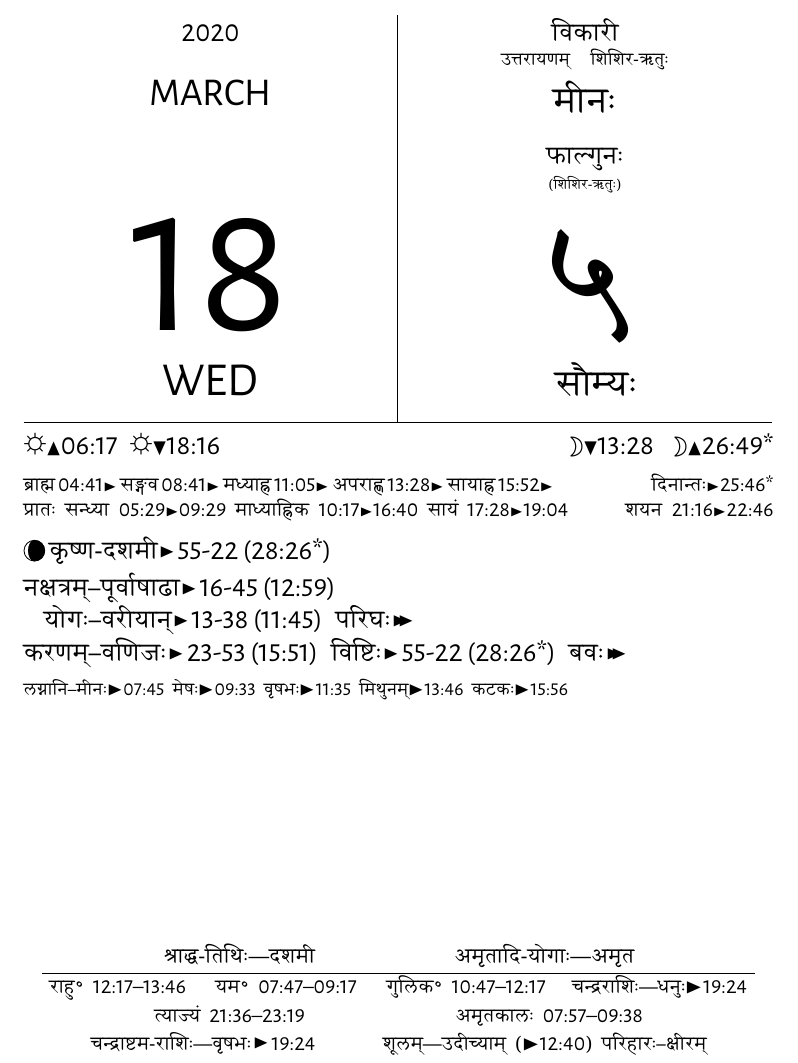 2020
MARCH
18
WED
विकारी
उत्तरायणम् शिशिर-ऋतुः
मीनः
फाल्गुनः
(शिशिर-ऋतुः)
५
सौम्यः
☼▲06:17 ☼▼18:16 ☽▼13:28 ☽▲26:49*
ब्राह्म 04:41► सङ्गव 08:41► मध्याह्न 11:05► अपराह्ण 13:28► सायाह्न 15:52► दिनान्तः►25:46*
प्रातः सन्ध्या 05:29►09:29 माध्याह्निक 10:17►16:40 सायं 17:28►19:04 शयन 21:16►22:46
कृष्ण-दशमी►55-22 (28:26*)
नक्षत्रम्–पूर्वाषाढा►16-45 (12:59)
योगः–वरीयान्►13-38 (11:45) परिघः►►
करणम्–वणिजः►23-53 (15:51) विष्टिः►55-22 (28:26*) बवः►►
लग्नानि–मीनः►07:45 मेषः►09:33 वृषभः►11:35 मिथुनम्►13:46 कटकः►15:56
श्राद्ध-तिथिः—दशमी अमृतादि-योगाः—अमृत
राहु॰ 12:17–13:46 यम॰ 07:47–09:17 गुलिक॰ 10:47–12:17 चन्द्रराशिः—धनुः►19:24
त्याज्यं 21:36–23:19 अमृतकालः 07:57–09:38
चन्द्राष्टम-राशिः—वृषभः►19:24 शूलम्—उदीच्याम् (►12:40) परिहारः–क्षीरम्